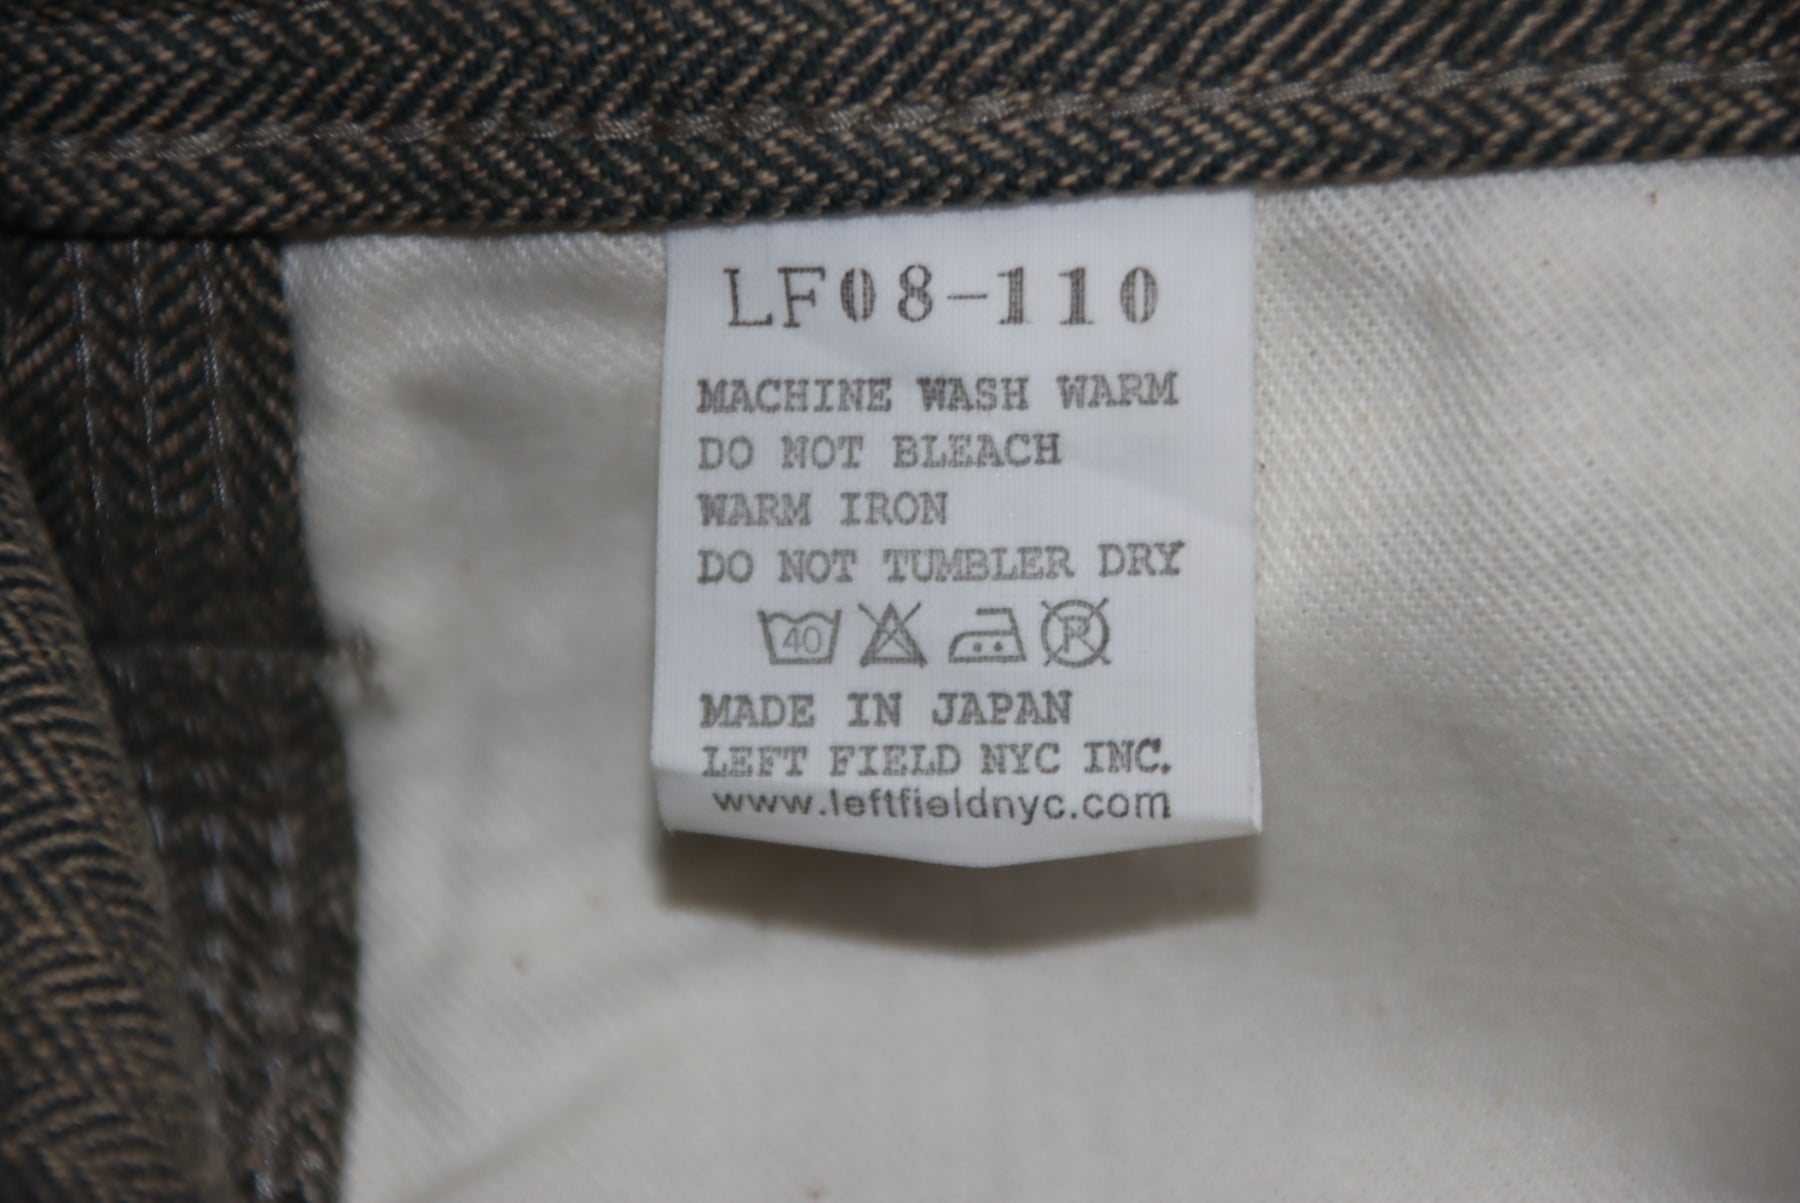 LF08-110
MACHINE WASH WARM
DO NOT BLEACH
WARM IRON
DO NOT TUMBLER DRY
40 P
MADE IN JAPAN
LEFT FIELD NYC INC.
www.leftfieldnyc.com